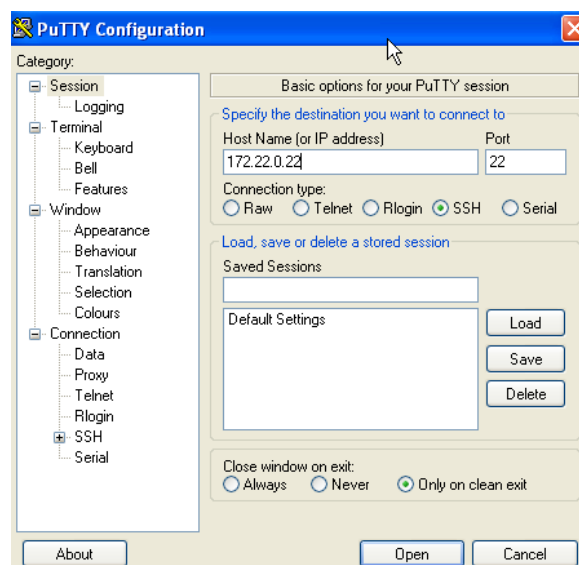 PuTTY Configuration
Category:
Session
Logging
Terminal
Keyboard
Bell
Features
Window
Appearance
Behaviour
Translation
Selection
Colours
Connection
Data
Proxy
Telnet
Rlogin
SSH
Serial
Basic options for your PuTTY session
Specify the destination you want to connect to
Host Name (or IP address) Port
172.22.0.22 22
Connection type:
Raw Telnet Rlogin SSH Serial
Load, save or delete a stored session
Saved Sessions
Default Settings
Load
Save
Delete
Close window on exit:
Always Never Only on clean exit
About Open Cancel